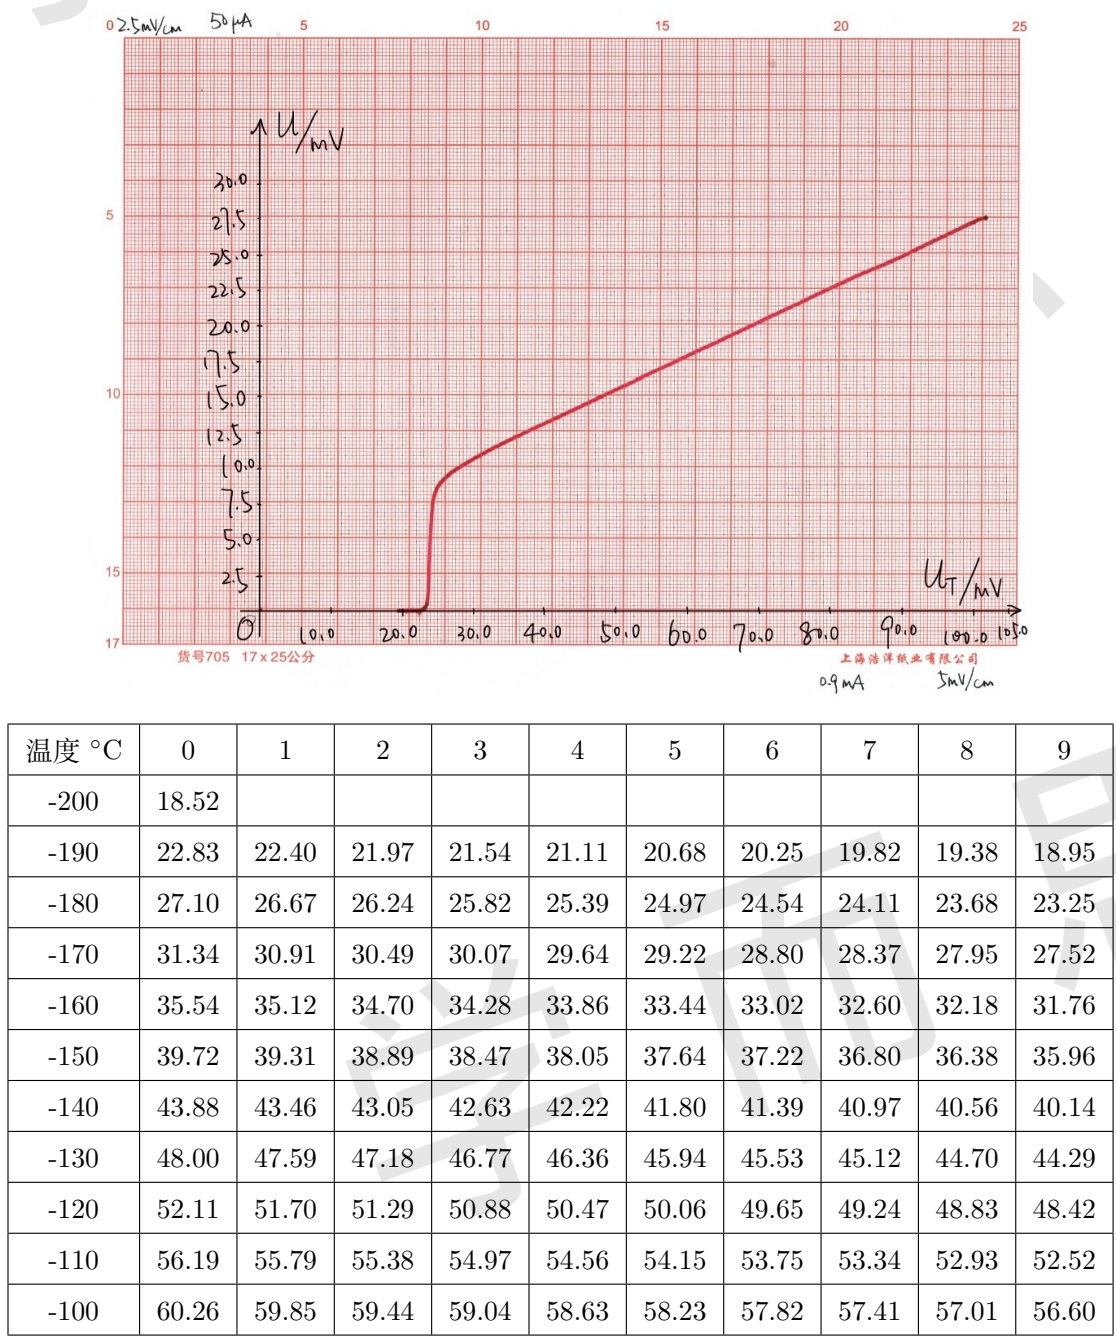 0 2.5mV/cm 50μA 5 10 15 20 25
U/mV
30.0
5
27.5
25.0
22.5
20.0
17.5
10
15.0
12.5
10.0
7.5
5.0
15
2.5
U_T/mV
0 10.0 20.0 30.0 40.0 50.0 60.0 70.0 80.0 90.0 100.0 105.0
17
货号705 17x25公分 上海浩洋纸业有限公司
0.9mA 5mV/cm
温度 °C 0 1 2 3 4 5 6 7 8 9
-200 18.52
-190 22.83 22.40 21.97 21.54 21.11 20.68 20.25 19.82 19.38 18.95
-180 27.10 26.67 26.24 25.82 25.39 24.97 24.54 24.11 23.68 23.25
-170 31.34 30.91 30.49 30.07 29.64 29.22 28.80 28.37 27.95 27.52
-160 35.54 35.12 34.70 34.28 33.86 33.44 33.02 32.60 32.18 31.76
-150 39.72 39.31 38.89 38.47 38.05 37.64 37.22 36.80 36.38 35.96
-140 43.88 43.46 43.05 42.63 42.22 41.80 41.39 40.97 40.56 40.14
-130 48.00 47.59 47.18 46.77 46.36 45.94 45.53 45.12 44.70 44.29
-120 52.11 51.70 51.29 50.88 50.47 50.06 49.65 49.24 48.83 48.42
-110 56.19 55.79 55.38 54.97 54.56 54.15 53.75 53.34 52.93 52.52
-100 60.26 59.85 59.44 59.04 58.63 58.23 57.82 57.41 57.01 56.60
学而思